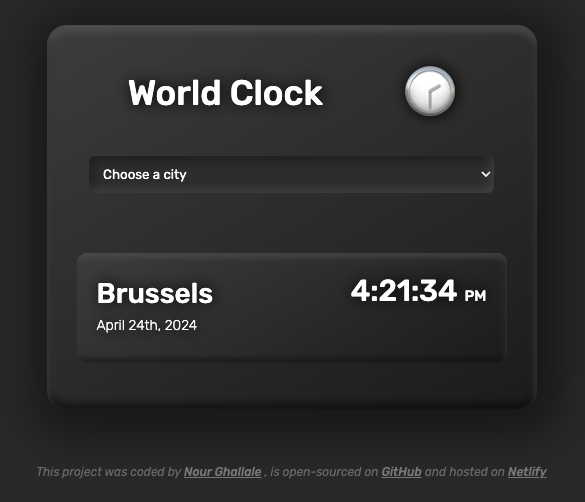 World Clock
Choose a city
Brussels
4:21:34 PM
April 24th, 2024
This project was coded by Nour Ghallale , is open-sourced on GitHub and hosted on Netlify